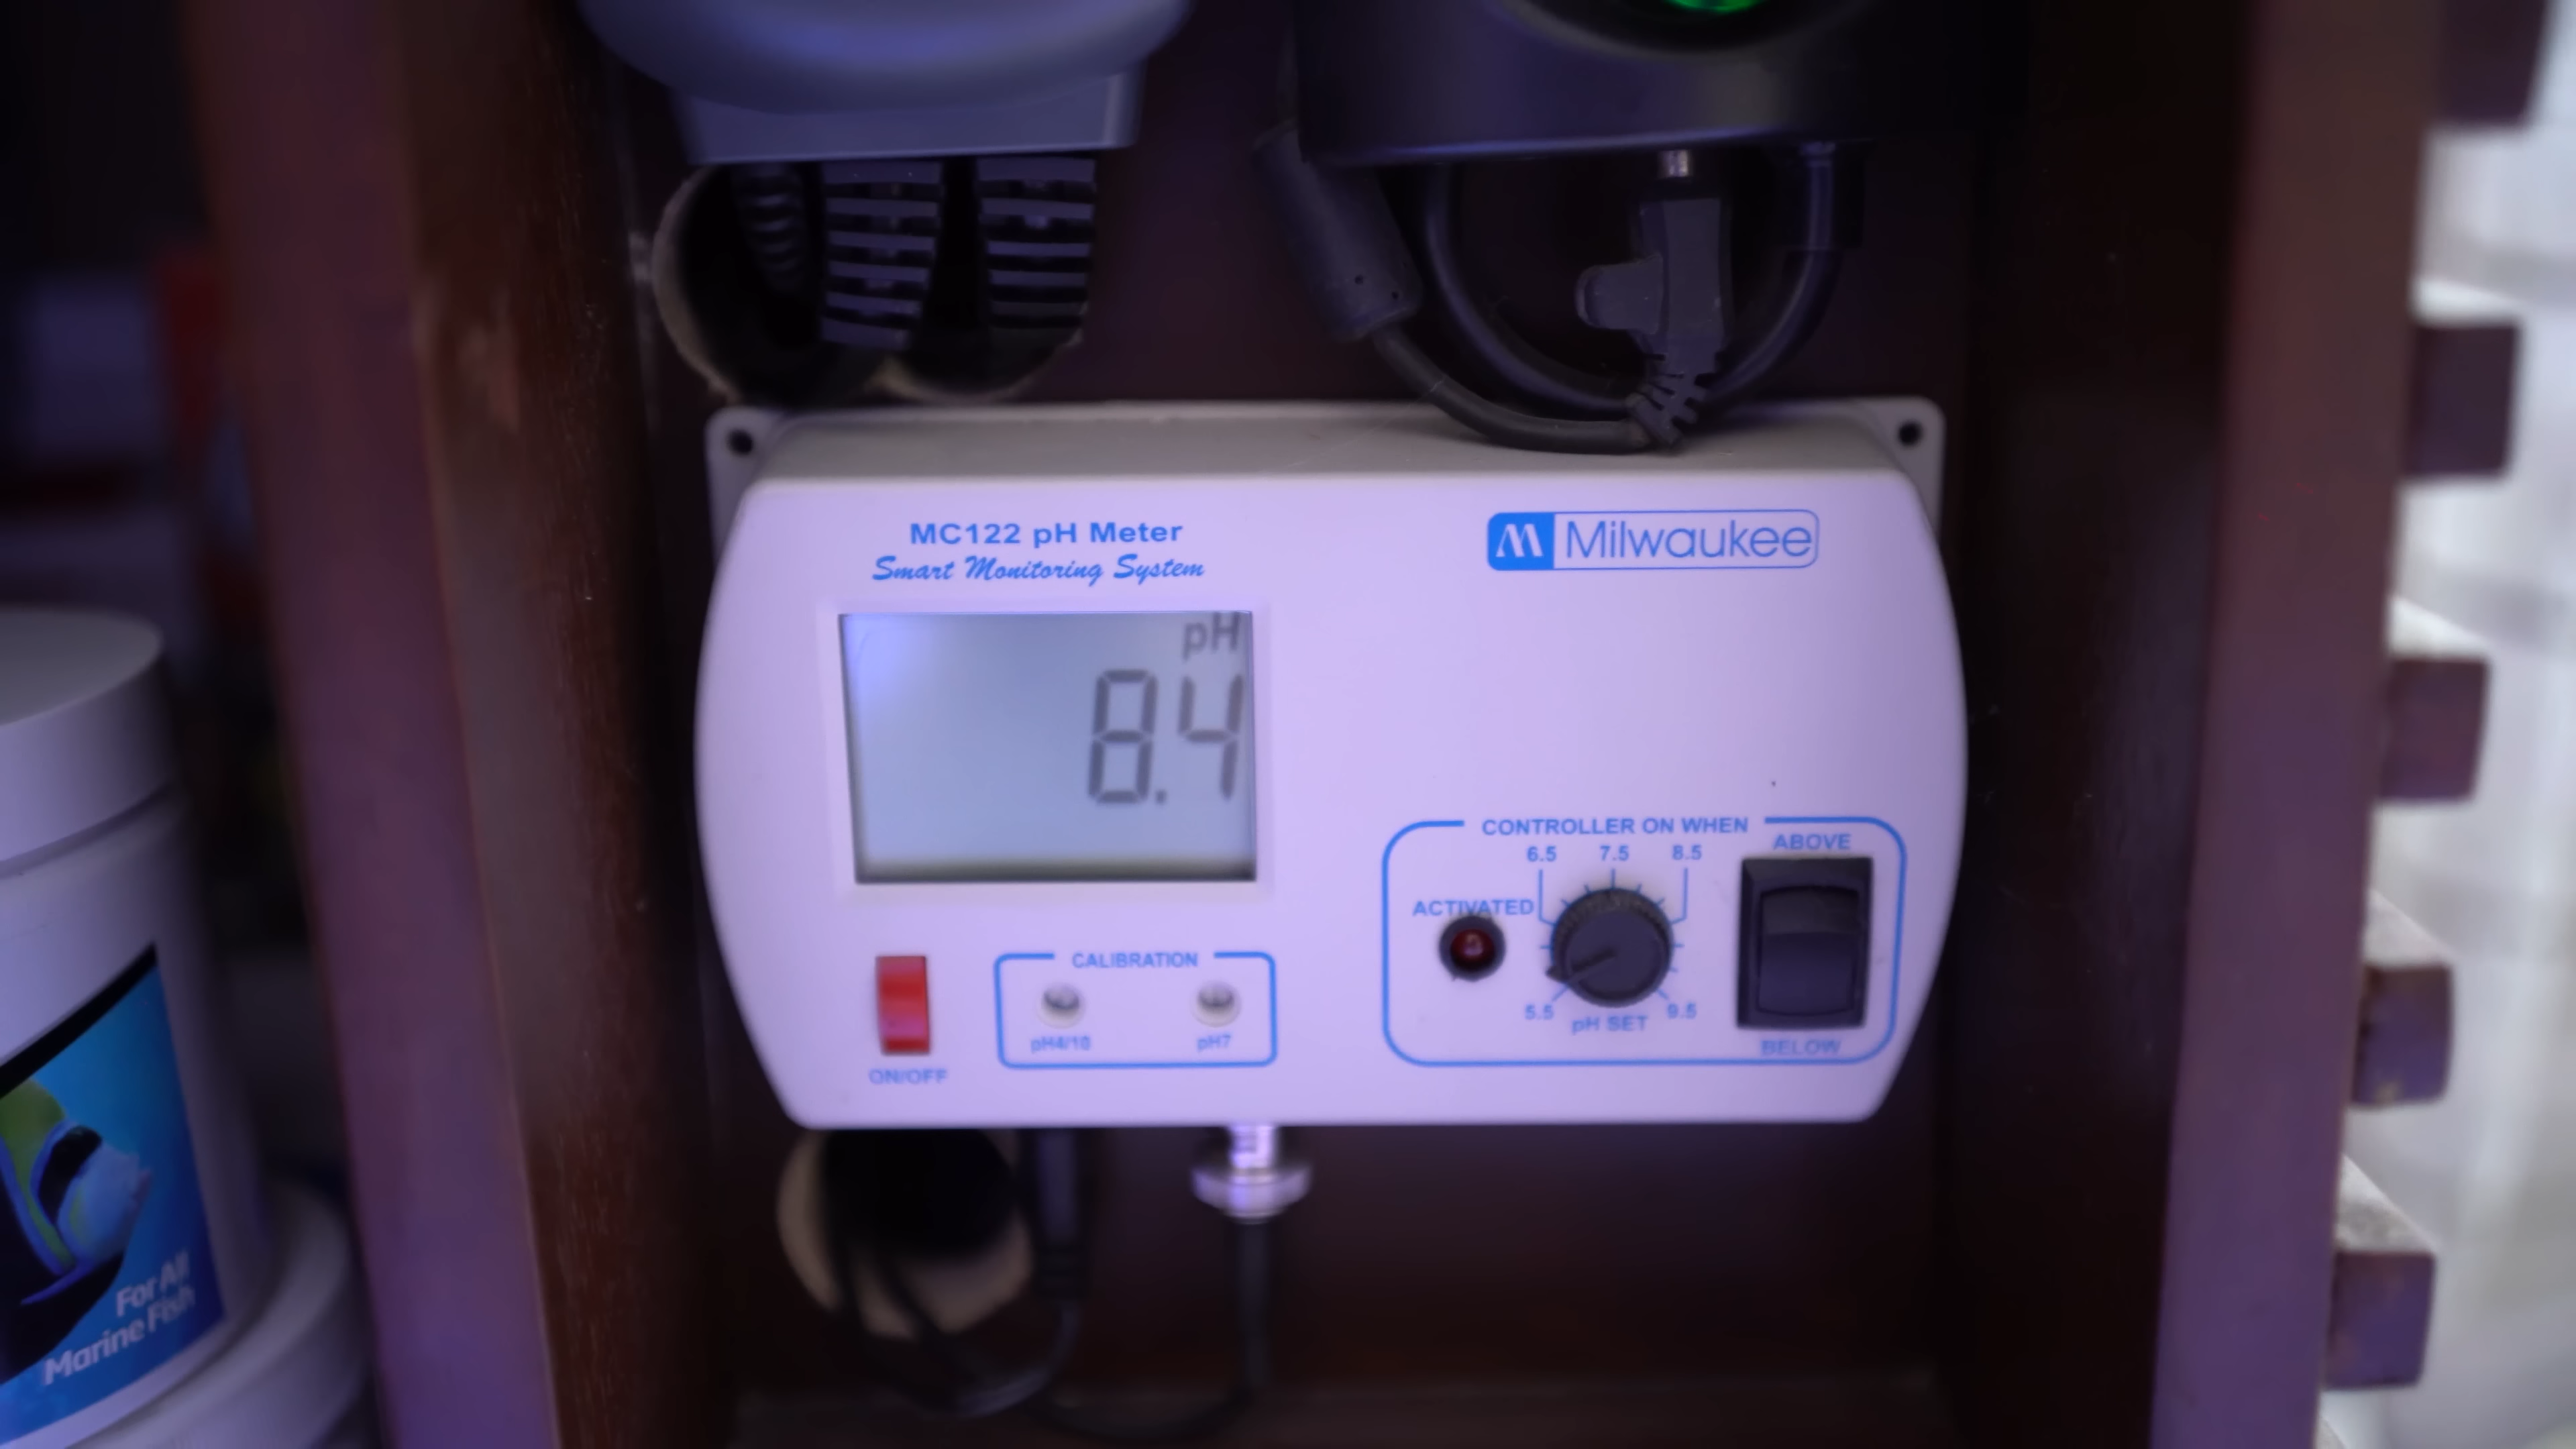 MC122 pH Meter
Smart Monitoring System
Milwaukee
pH
8.4
CONTROLLER ON WHEN
6.5 7.5 8.5
ABOVE
ACTIVATED
5.5 pH SET 9.5
BELOW
CALIBRATION
pH4/10 pH7
ON/OFF
For All
Marine Fish